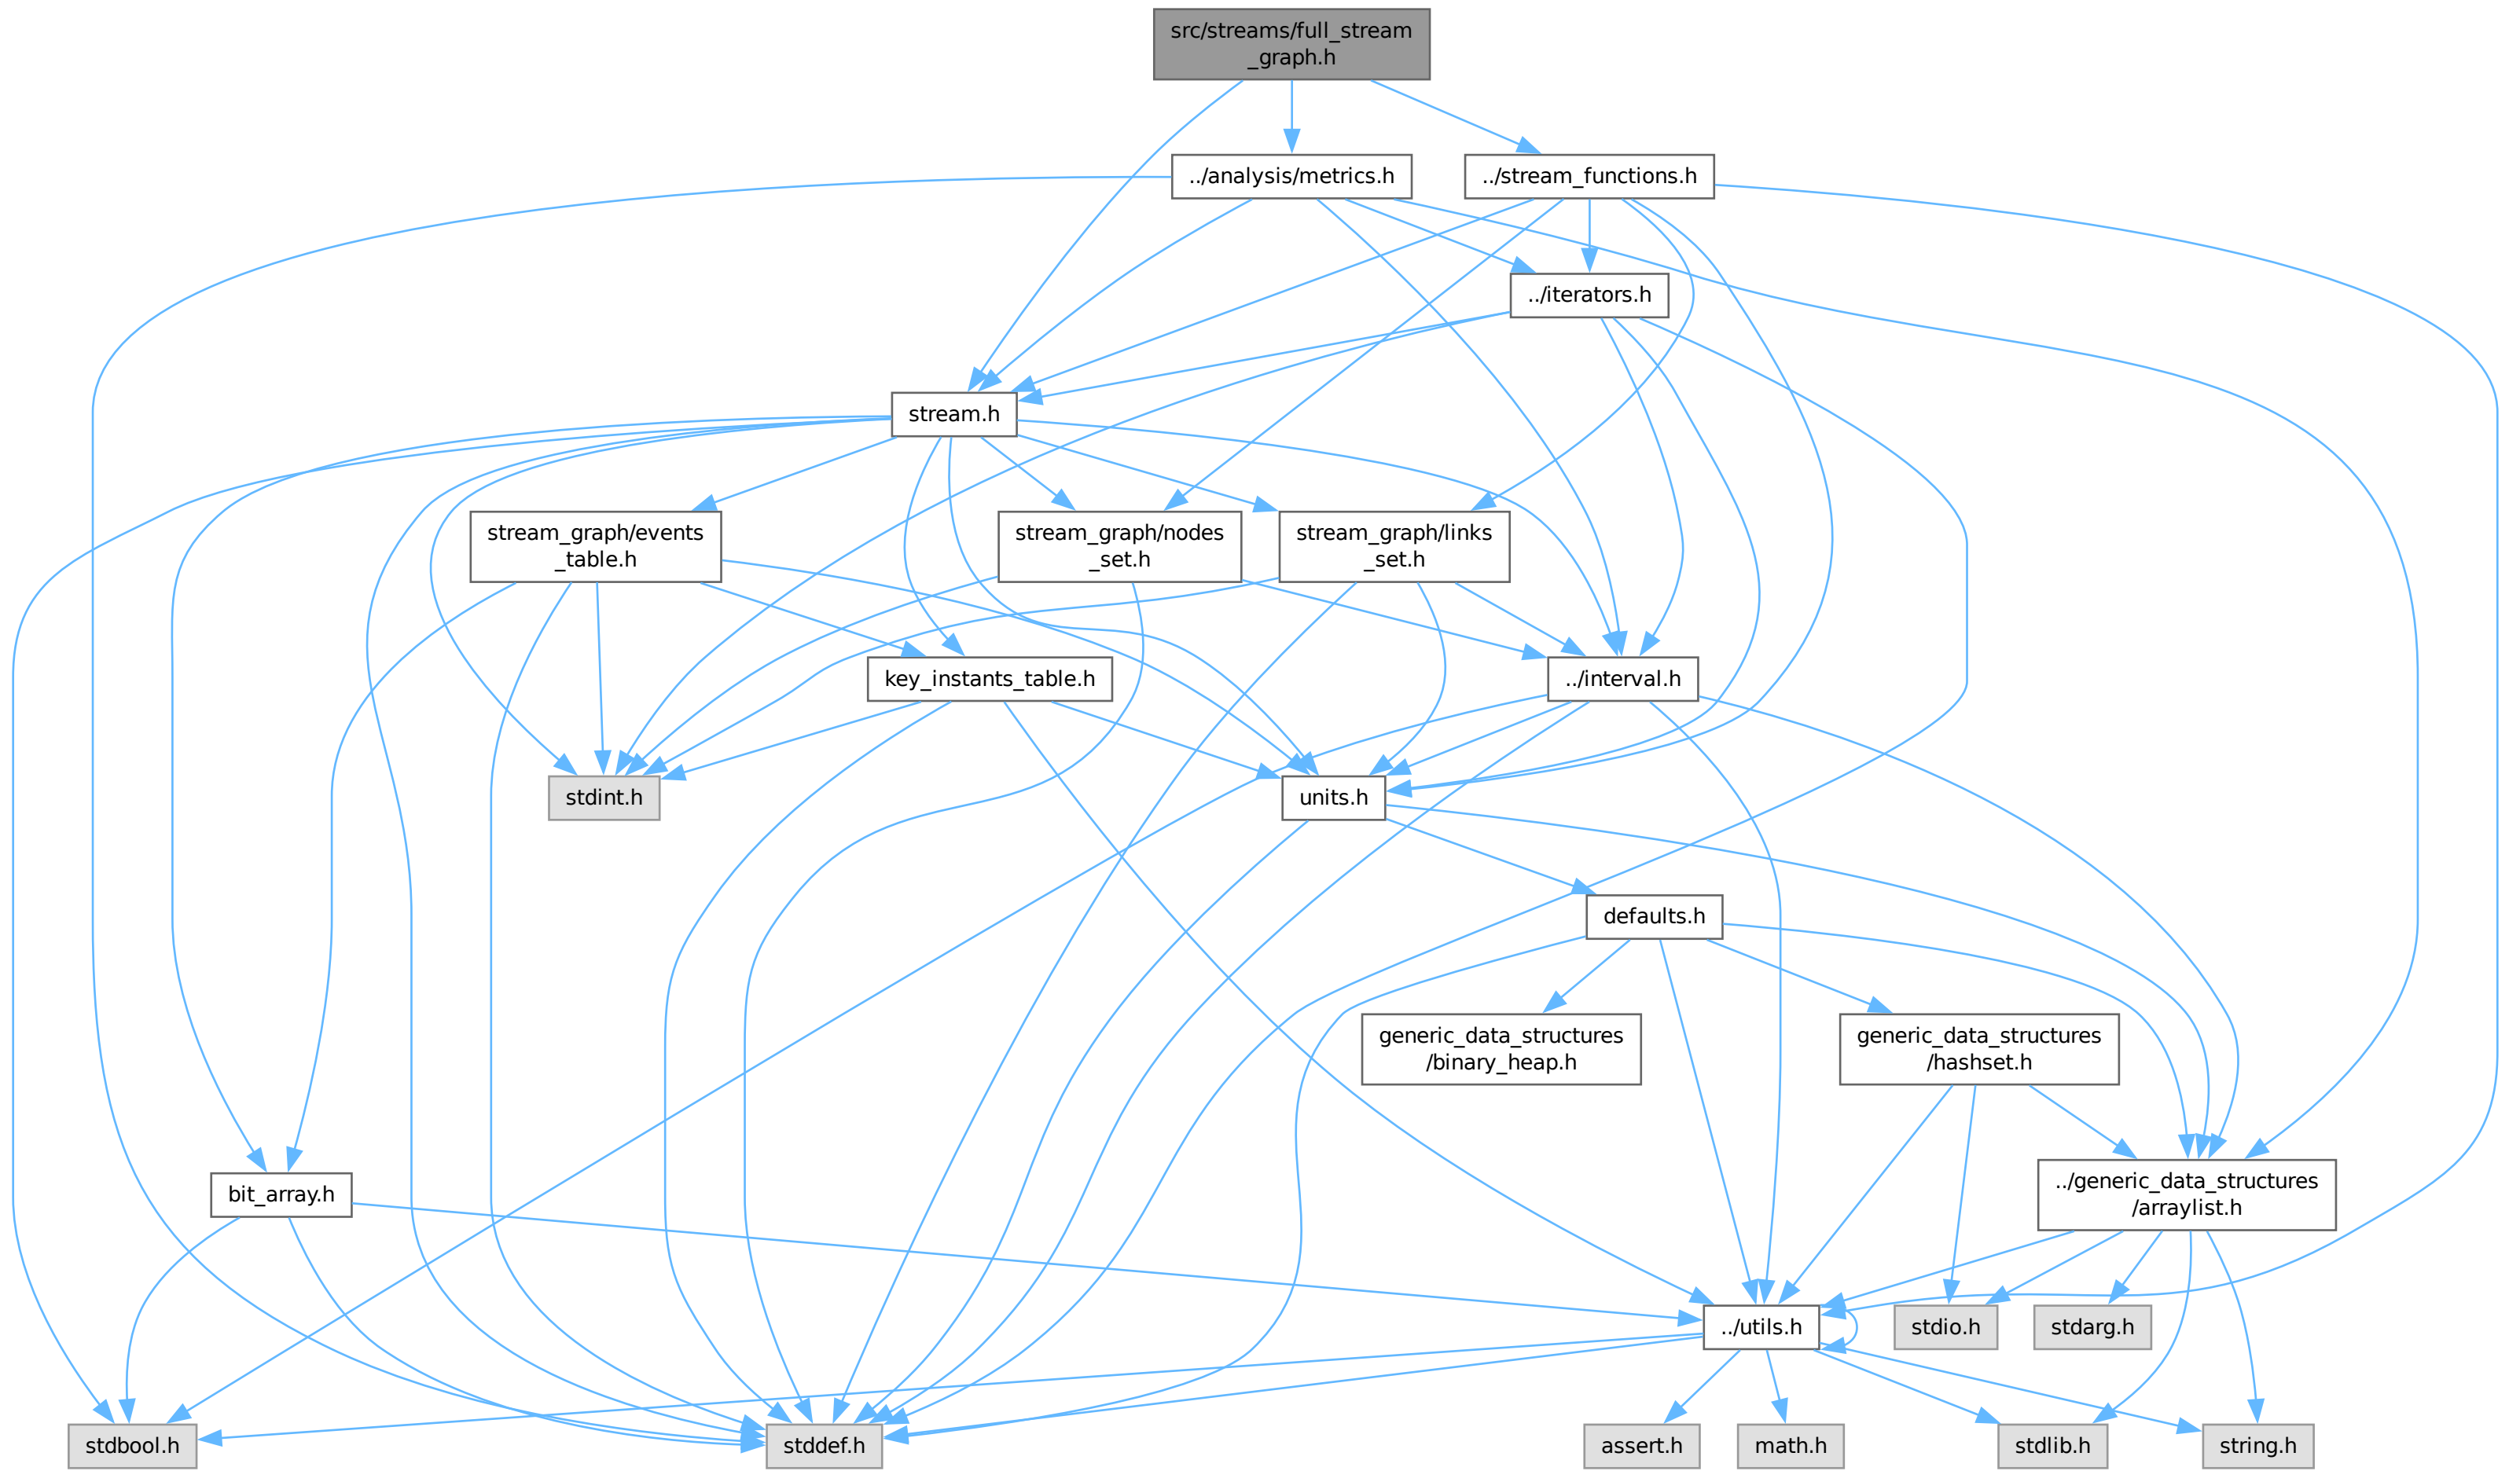 src/streams/full_stream
_graph.h
../analysis/metrics.h
../stream_functions.h
../iterators.h
stream.h
stream_graph/events
_table.h
stream_graph/nodes
_set.h
stream_graph/links
_set.h
key_instants_table.h
../interval.h
stdint.h
units.h
defaults.h
generic_data_structures
/binary_heap.h
generic_data_structures
/hashset.h
bit_array.h
../generic_data_structures
/arraylist.h
../utils.h
stdio.h
stdarg.h
stdbool.h
stddef.h
assert.h
math.h
stdlib.h
string.h